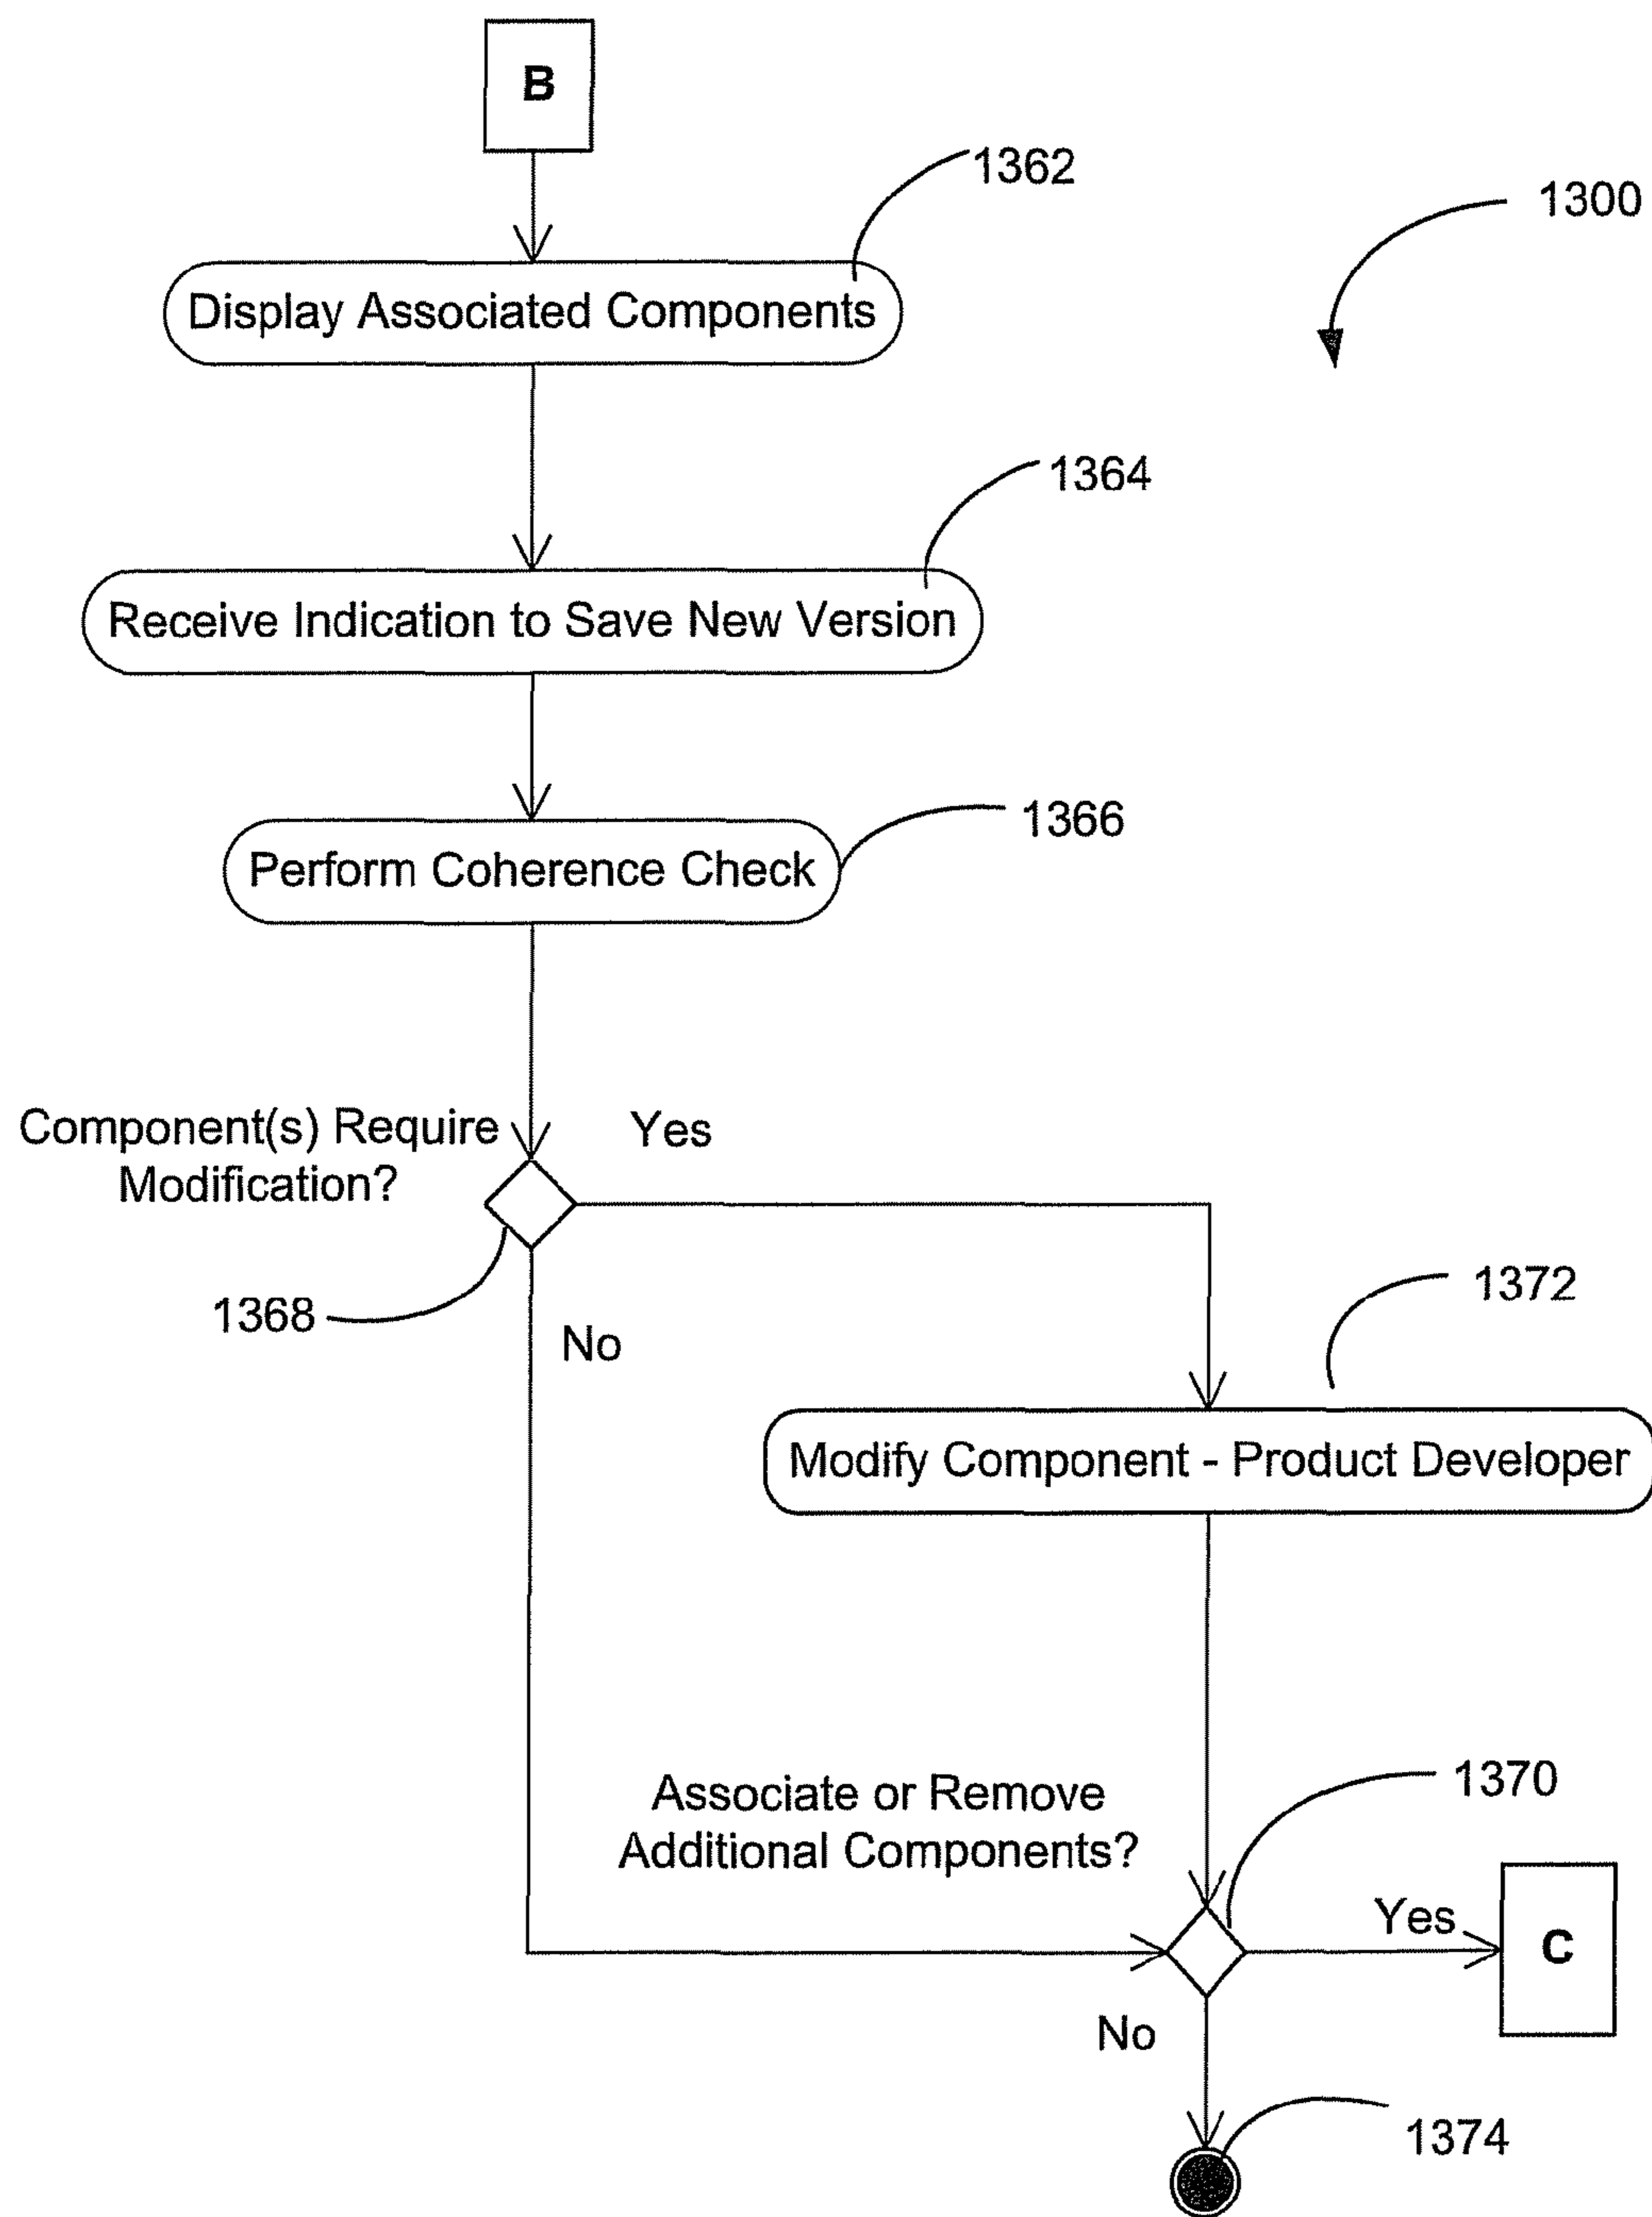 B
1362
1300
Display Associated Components
1364
Receive Indication to Save New Version
1366
Perform Coherence Check
Component(s) Require
Modification?
Yes
1368
No
1372
Modify Component - Product Developer
Associate or Remove
Additional Components?
1370
Yes
C
No
1374